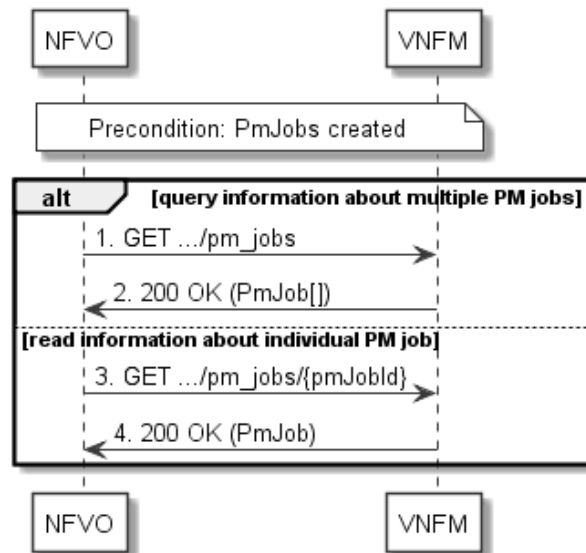 NFVO VNFM
Precondition: PmJobs created
alt [query information about multiple PM jobs]
1. GET .../pm_jobs
2. 200 OK (PmJob[])
[read information about individual PM job]
3. GET .../pm_jobs/{pmJobId}
4. 200 OK (PmJob)
NFVO VNFM